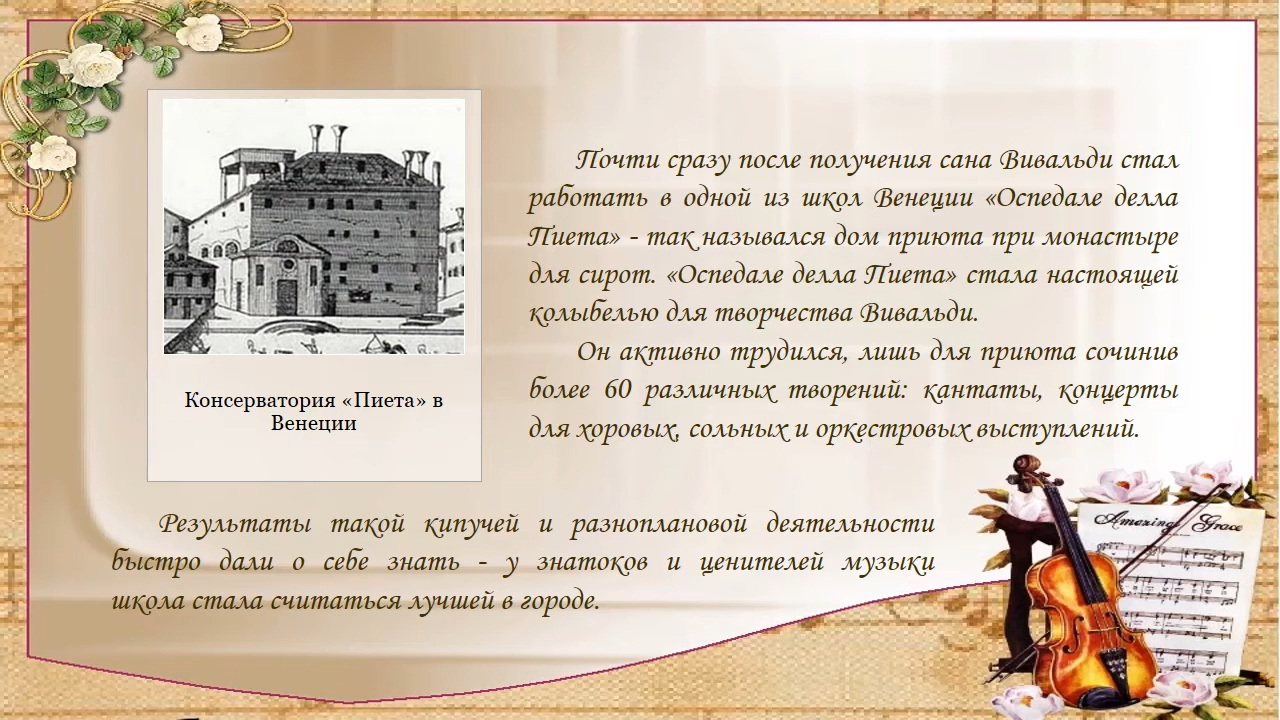 Консерватория «Пиета» в
Венеции
Почти сразу после получения сана Вивальди стал
работать в одной из школ Венеции «Оспедале делла
Пиета» - так назывался дом приюта при монастыре
для сирот. «Оспедале делла Пиета» стала настоящей
колыбелью для творчества Вивальди.
Он активно трудился, лишь для приюта сочинив
более 60 различных творений: кантаты, концерты
для хоровых, сольных и оркестровых выступлений.
Результаты такой кипучей и разноплановой деятельности
быстро дали о себе знать - у знатоков и ценителей музыки
школа стала считаться лучшей в городе.
Amazing Grace